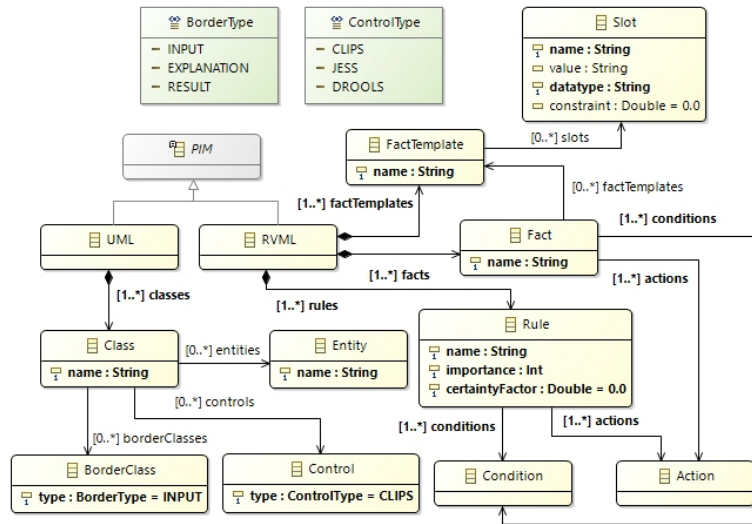 BorderType
INPUT
EXPLANATION
RESULT
ControlType
CLIPS
JESS
DROOLS
Slot
name : String
value : String
datatype : String
constraint : Double = 0.0
PIM
FactTemplate
name : String
[0..*] slots
[0..*] factTemplates
[1..*] factTemplates
[1..*] conditions
UML
RVML
Fact
name : String
[1..*] facts
[1..*] actions
[1..*] classes
[1..*] rules
Class
name : String
[0..*] entities
Entity
name : String
Rule
name : String
importance : Int
certaintyFactor : Double = 0.0
[0..*] controls
[0..*] borderClasses
[1..*] conditions
[1..*] actions
BorderClass
type : BorderType = INPUT
Control
type : ControlType = CLIPS
Condition
Action